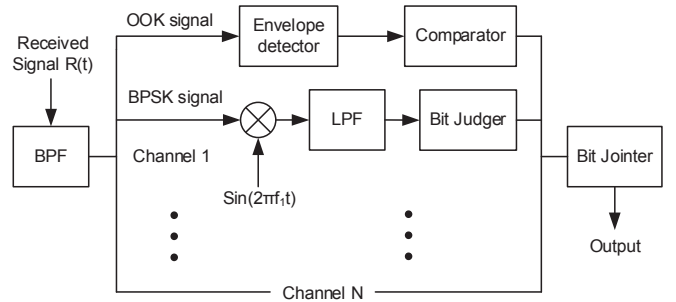 OOK signal
Envelope
detector
Comparator
Received
Signal R(t)
BPSK signal
LPF
Bit Judger
BPF
Channel 1
Bit Jointer
Sin(2πf₁t)
Output
Channel N